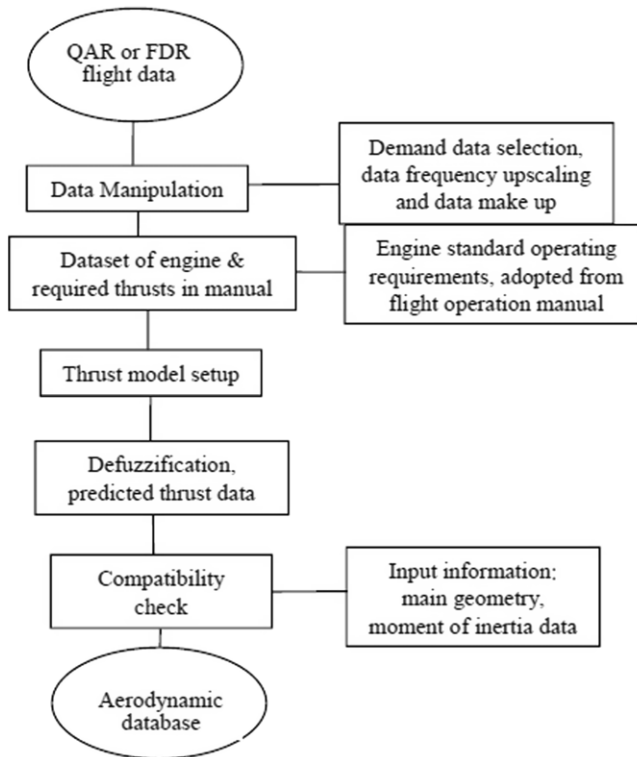 QAR or FDR
flight data
Data Manipulation
Demand data selection,
data frequency upscaling
and data make up
Dataset of engine &
required thrusts in manual
Engine standard operating
requirements, adopted from
flight operation manual
Thrust model setup
Defuzzification,
predicted thrust data
Compatibility
check
Input information:
main geometry,
moment of inertia data
Aerodynamic
database